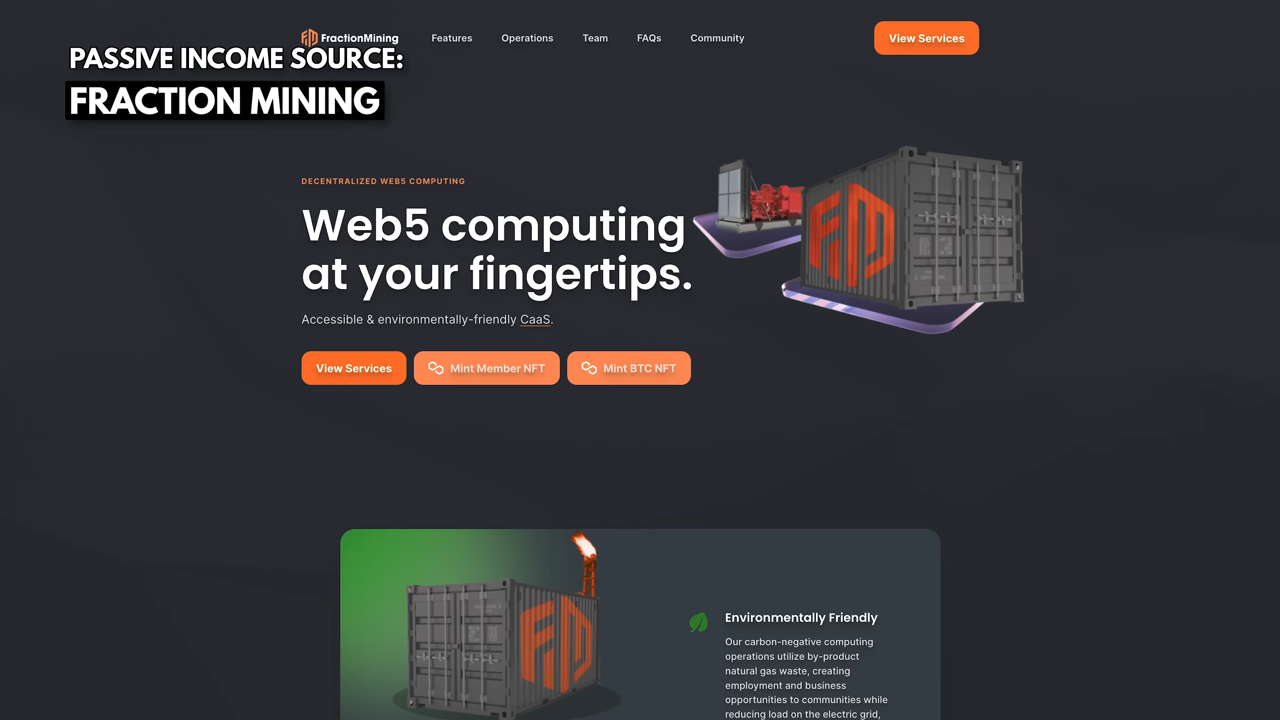 FractionMining
Features
Operations
Team
FAQs
Community
View Services
PASSIVE INCOME SOURCE:
FRACTION MINING
DECENTRALIZED WEB5 COMPUTING
Web5 computing
at your fingertips.
Accessible & environmentally-friendly CaaS.
View Services
Mint Member NFT
Mint BTC NFT
Environmentally Friendly
Our carbon-negative computing
operations utilize by-product
natural gas waste, creating
employment and business
opportunities to communities while
reducing load on the electric grid,